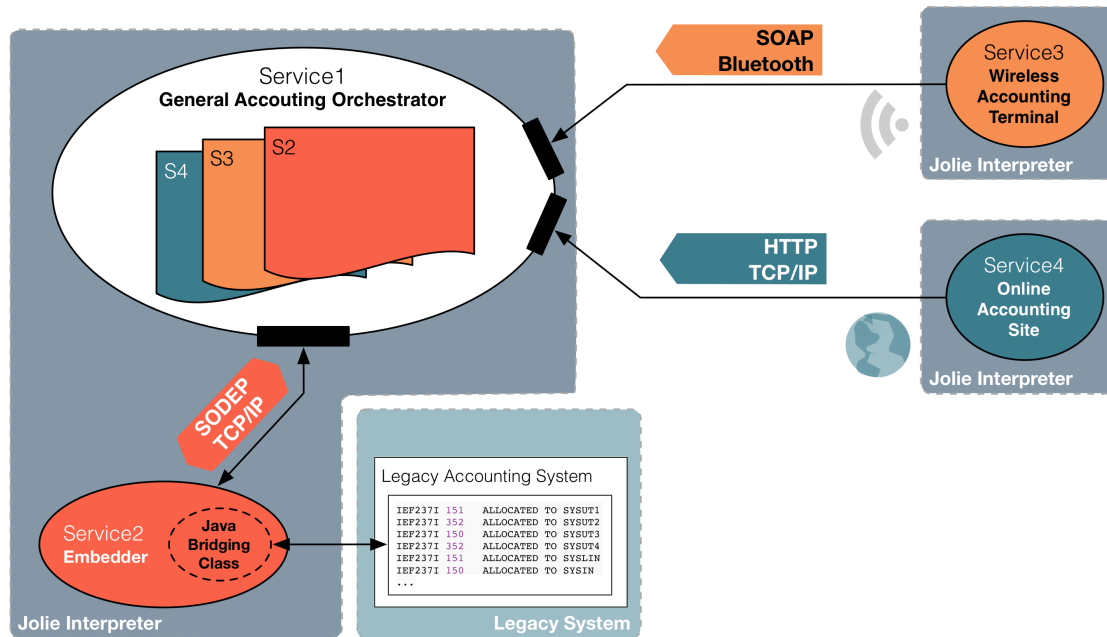 Service1
General Accouting Orchestrator
S4
S3
S2
SOAP
Bluetooth
Service3
Wireless
Accounting
Terminal
Jolie Interpreter
HTTP
TCP/IP
Service4
Online
Accounting
Site
Jolie Interpreter
SODEP
TCP/IP
Service2
Embedder
Java
Bridging
Class
Jolie Interpreter
Legacy Accounting System
IEF237I 151 ALLOCATED TO SYSUT1
IEF237I 352 ALLOCATED TO SYSUT2
IEF237I 150 ALLOCATED TO SYSUT3
IEF237I 352 ALLOCATED TO SYSUT4
IEF237I 151 ALLOCATED TO SYSLIN
IEF237I 150 ALLOCATED TO SYSIN
...
Legacy System